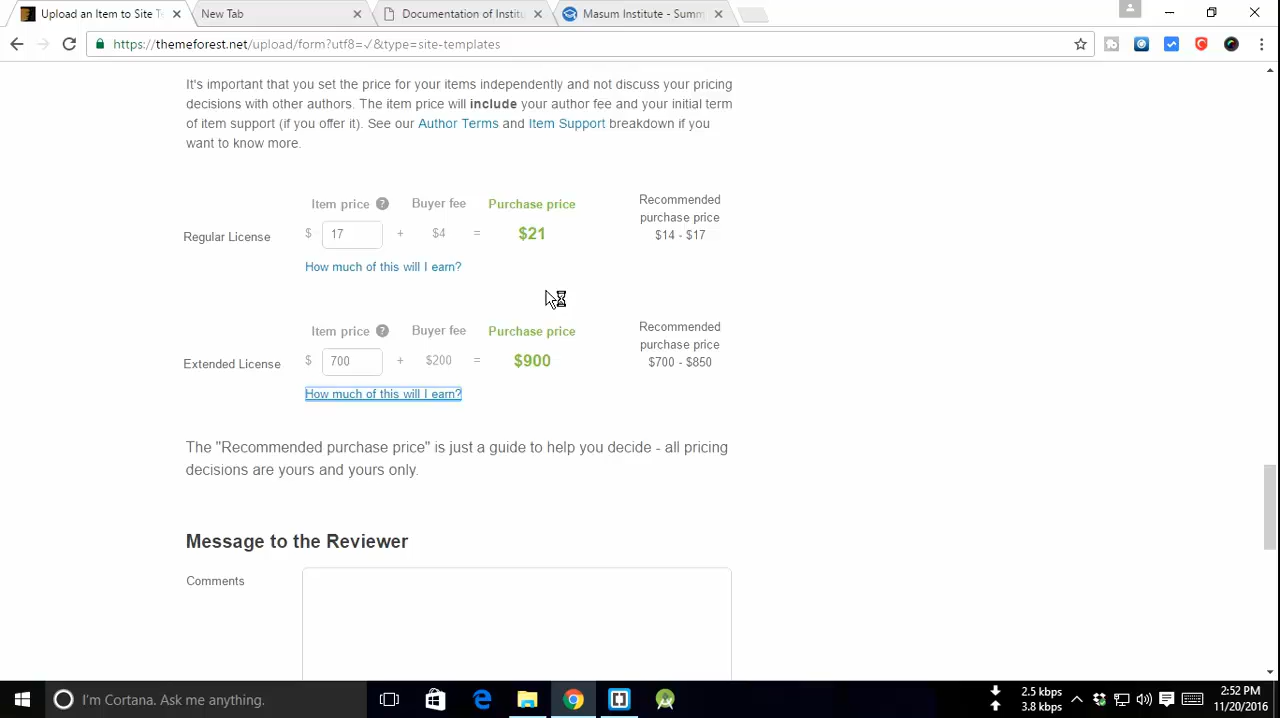 Upload an Item to Site T
New Tab
Documentation of Institu
Masum Institute - Summ
https://themeforest.net/upload/form?utf8=✓&type=site-templates
It's important that you set the price for your items independently and not discuss your pricing
decisions with other authors. The item price will include your author fee and your initial term
of item support (if you offer it). See our Author Terms and Item Support breakdown if you
want to know more.
Item price ? Buyer fee Purchase price Recommended
purchase price
Regular License $ 17 + $4 = $21 $14 - $17
How much of this will I earn?
Item price ? Buyer fee Purchase price Recommended
purchase price
Extended License $ 700 + $200 = $900 $700 - $850
How much of this will I earn?
The "Recommended purchase price" is just a guide to help you decide - all pricing
decisions are yours and yours only.
Message to the Reviewer
Comments
I'm Cortana. Ask me anything.
2.5 kbps
3.8 kbps
2:52 PM
11/20/2016